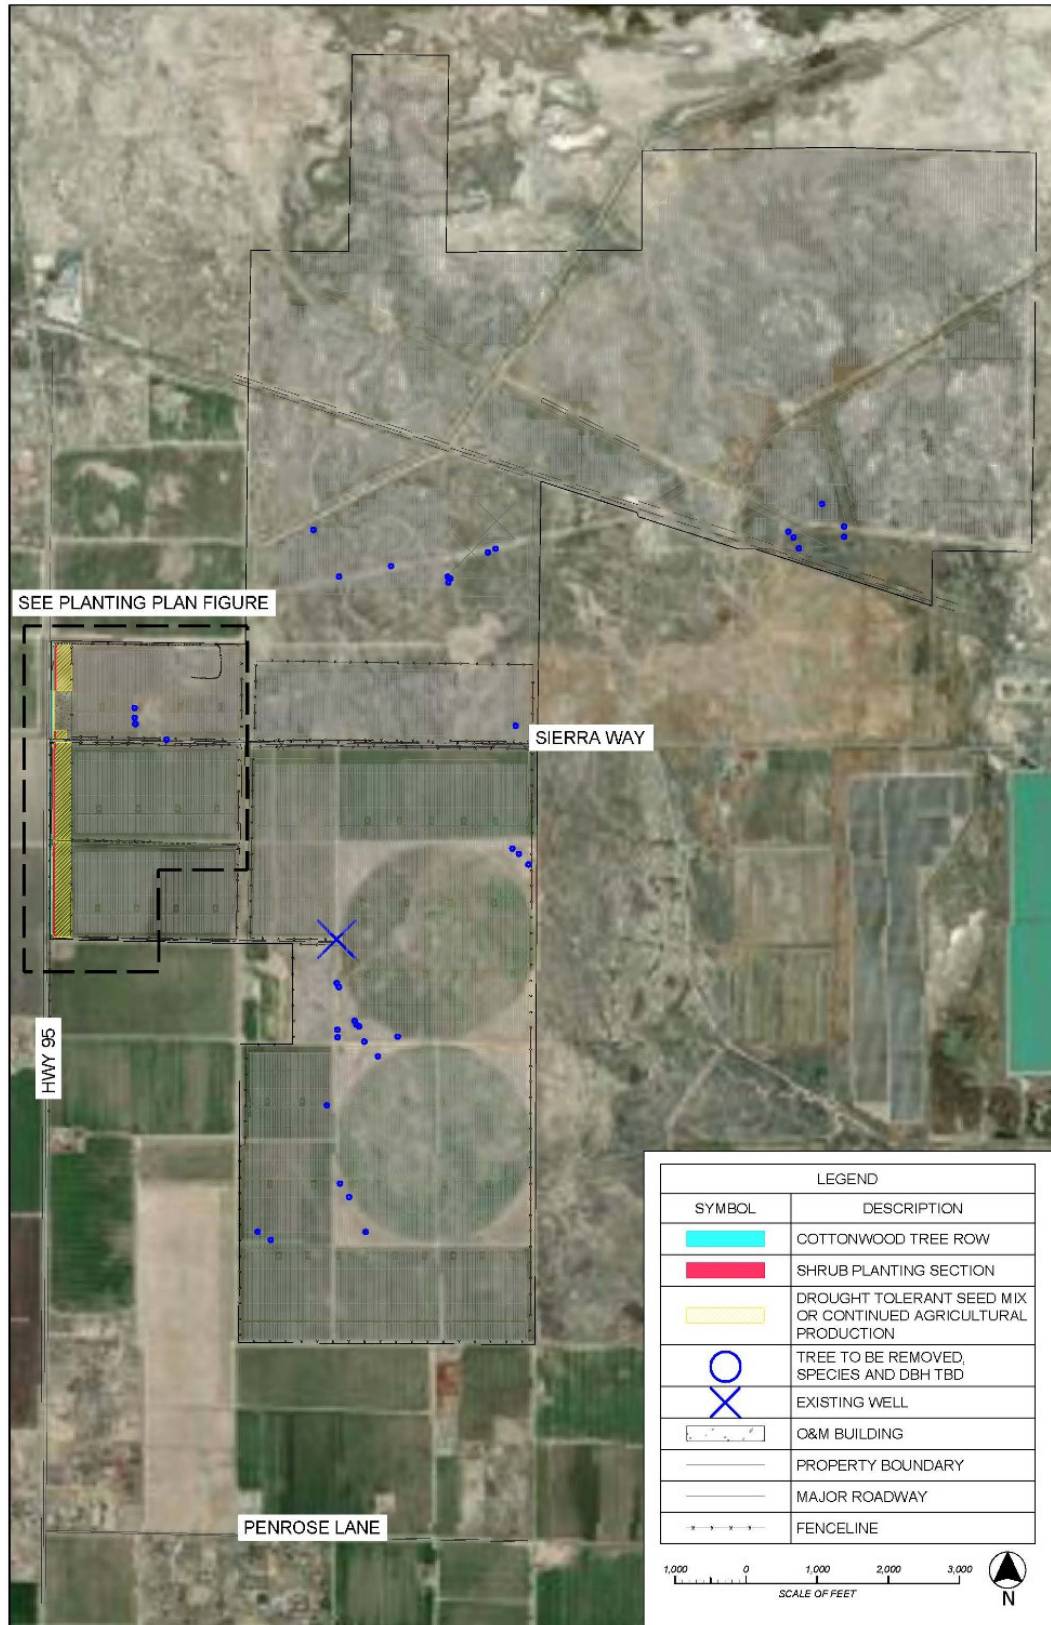 SEE PLANTING PLAN FIGURE
SIERRA WAY
HWY 95
PENROSE LANE
LEGEND
SYMBOL DESCRIPTION
COTTONWOOD TREE ROW
SHRUB PLANTING SECTION
DROUGHT TOLERANT SEED MIX
OR CONTINUED AGRICULTURAL
PRODUCTION
TREE TO BE REMOVED,
SPECIES AND DBH TBD
EXISTING WELL
O&M BUILDING
PROPERTY BOUNDARY
MAJOR ROADWAY
FENCELINE
1,000 0 1,000 2,000 3,000
SCALE OF FEET
N